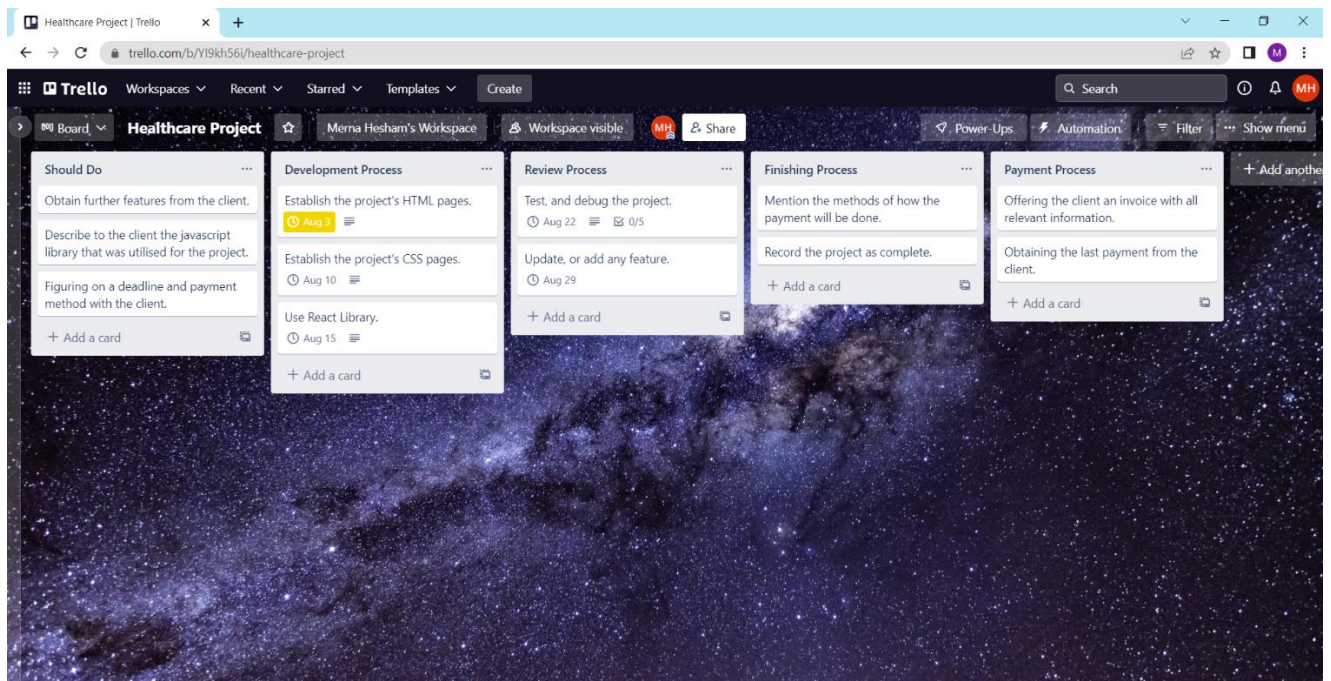 Healthcare Project | Trello
trello.com/b/YI9kh56i/healthcare-project
M
Trello Workspaces Recent Starred Templates Create
Search
MH
Board Healthcare Project Merna Hesham's Workspace Workspace visible MH Share
Power-Ups Automation Filter Show menu
Should Do
Obtain further features from the client.
Describe to the client the javascript
library that was utilised for the project.
Figuring on a deadline and payment
method with the client.
+ Add a card
Development Process
Establish the project's HTML pages.
Aug 3
Establish the project's CSS pages.
Aug 10
Use React Library.
Aug 15
+ Add a card
Review Process
Test, and debug the project.
Aug 22 0/5
Update, or add any feature.
Aug 29
+ Add a card
Finishing Process
Mention the methods of how the
payment will be done.
Record the project as complete.
+ Add a card
Payment Process
Offering the client an invoice with all
relevant information.
Obtaining the last payment from the
client.
+ Add a card
+ Add anothe